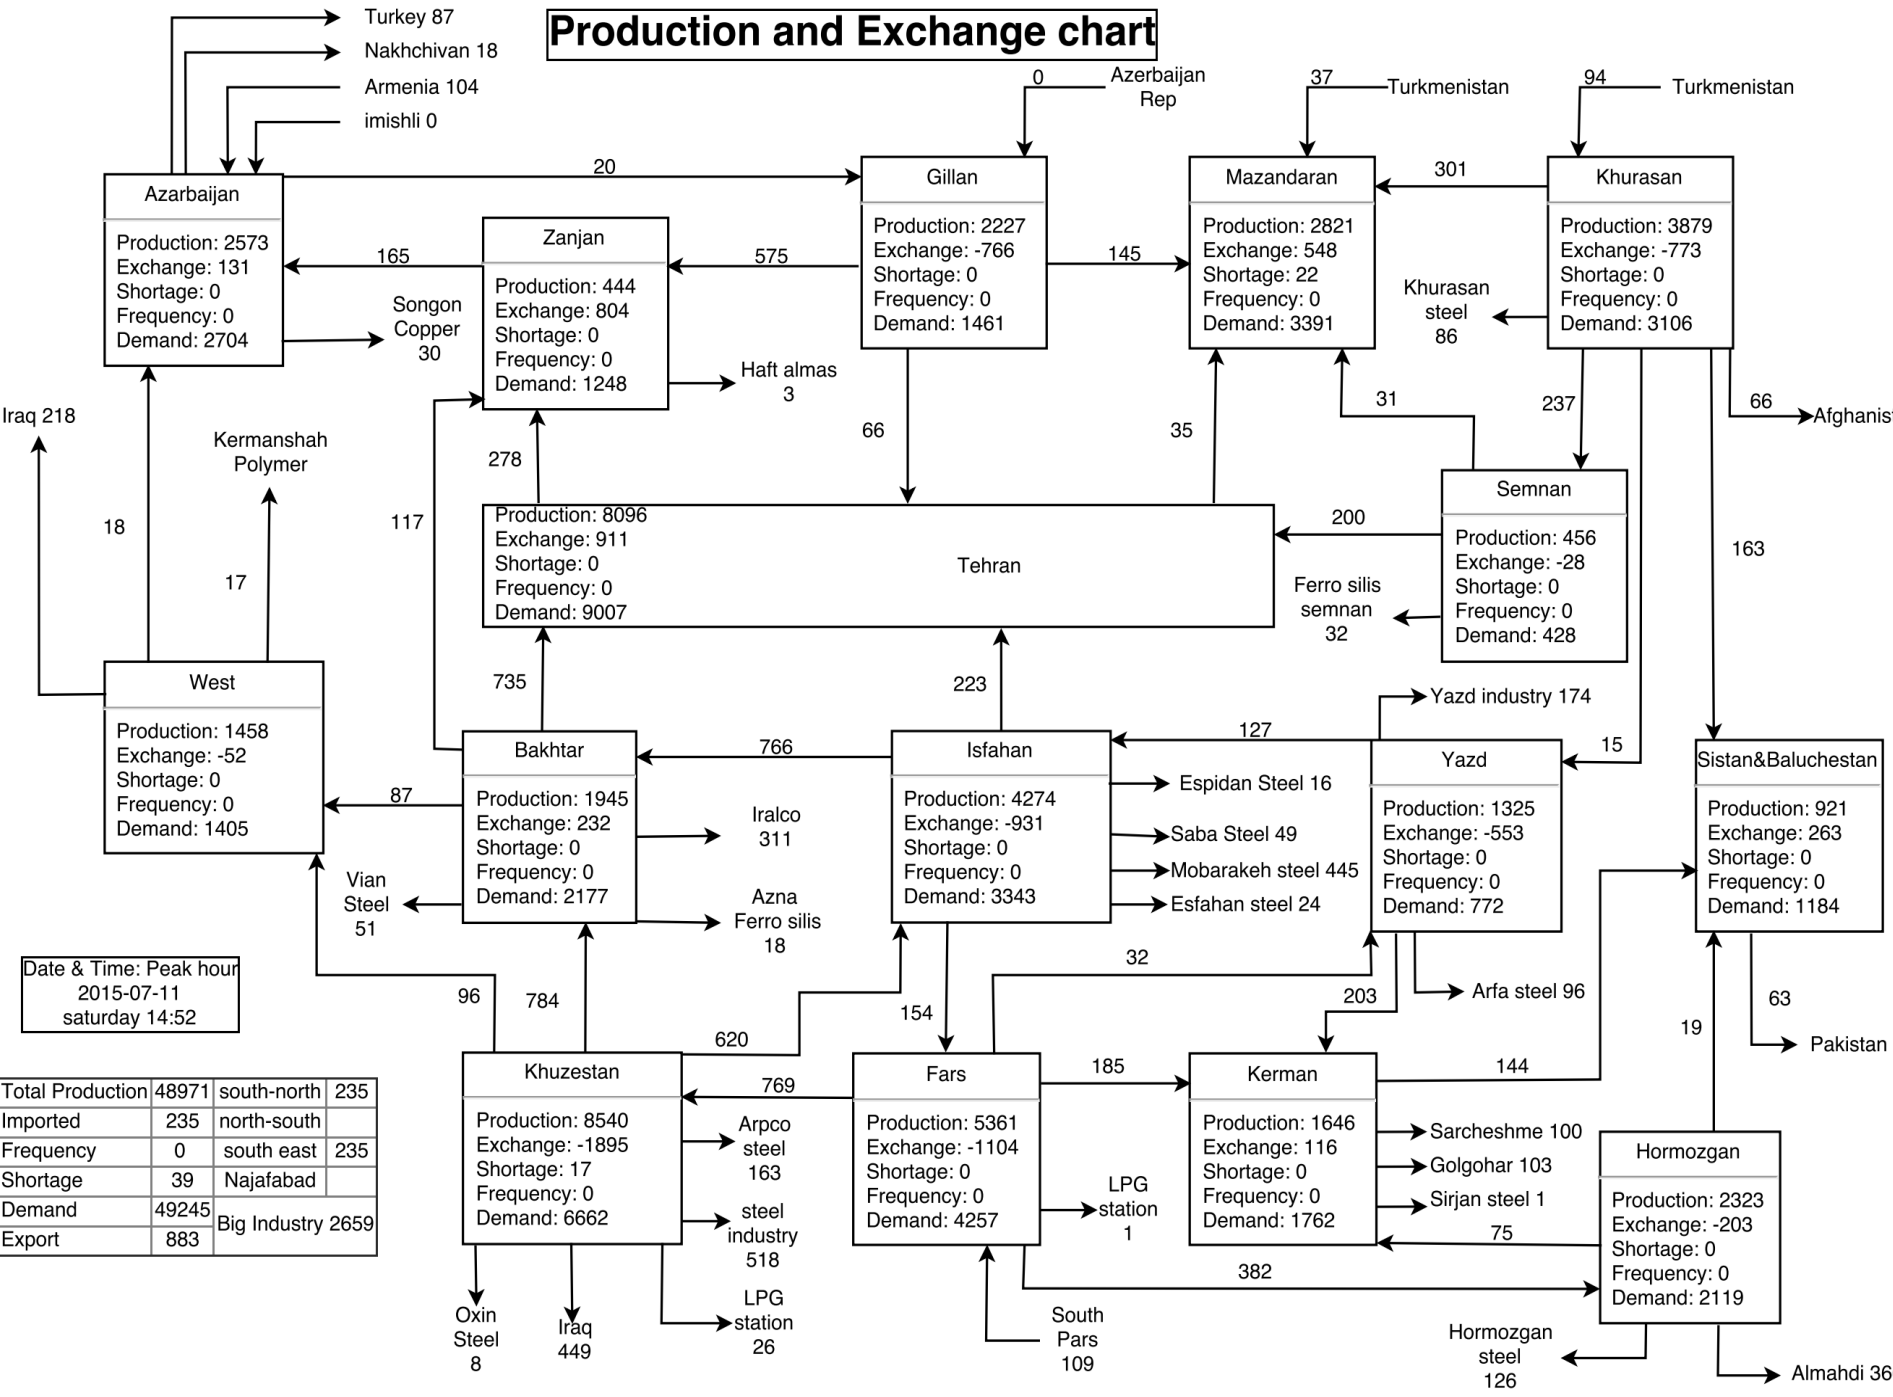 Production and Exchange chart
Turkey 87
Nakhchivan 18
Armenia 104
imishli 0
0
Azerbaijan
Rep
37
Turkmenistan
94
Turkmenistan
Azarbaijan
Production: 2573
Exchange: 131
Shortage: 0
Frequency: 0
Demand: 2704
20
165
Songon
Copper
30
Zanjan
Production: 444
Exchange: 804
Shortage: 0
Frequency: 0
Demand: 1248
575
Haft almas
3
Gillan
Production: 2227
Exchange: -766
Shortage: 0
Frequency: 0
Demand: 1461
145
Mazandaran
Production: 2821
Exchange: 548
Shortage: 22
Frequency: 0
Demand: 3391
301
Khurasan
steel
86
Khurasan
Production: 3879
Exchange: -773
Shortage: 0
Frequency: 0
Demand: 3106
Iraq 218
Kermanshah
Polymer
18
17
117
278
66
35
31
237
66
Afghanist
163
Production: 8096
Exchange: 911
Shortage: 0
Frequency: 0
Demand: 9007
Tehran
200
Ferro silis
semnan
32
Semnan
Production: 456
Exchange: -28
Shortage: 0
Frequency: 0
Demand: 428
735
223
West
Production: 1458
Exchange: -52
Shortage: 0
Frequency: 0
Demand: 1405
87
Vian
Steel
51
Bakhtar
Production: 1945
Exchange: 232
Shortage: 0
Frequency: 0
Demand: 2177
766
Iralco
311
Azna
Ferro silis
18
Isfahan
Production: 4274
Exchange: -931
Shortage: 0
Frequency: 0
Demand: 3343
127
Yazd industry 174
Espidan Steel 16
Saba Steel 49
Mobarakeh steel 445
Esfahan steel 24
15
Yazd
Production: 1325
Exchange: -553
Shortage: 0
Frequency: 0
Demand: 772
Sistan&Baluchestan
Production: 921
Exchange: 263
Shortage: 0
Frequency: 0
Demand: 1184
Date & Time: Peak hour
2015-07-11
saturday 14:52
96
784
620
154
32
203
Arfa steel 96
19
63
Pakistan
Total Production 48971 south-north 235
Imported 235 north-south
Frequency 0 south east 235
Shortage 39 Najafabad
Demand 49245
Big Industry 2659
Export 883
Khuzestan
Production: 8540
Exchange: -1895
Shortage: 17
Frequency: 0
Demand: 6662
769
Arpco
steel
163
steel
industry
518
LPG
station
26
Oxin
Steel
8
Iraq
449
Fars
Production: 5361
Exchange: -1104
Shortage: 0
Frequency: 0
Demand: 4257
185
LPG
station
1
South
Pars
109
382
Kerman
Production: 1646
Exchange: 116
Shortage: 0
Frequency: 0
Demand: 1762
144
Sarcheshme 100
Golgohar 103
Sirjan steel 1
75
Hormozgan
Production: 2323
Exchange: -203
Shortage: 0
Frequency: 0
Demand: 2119
Hormozgan
steel
126
Almahdi 36